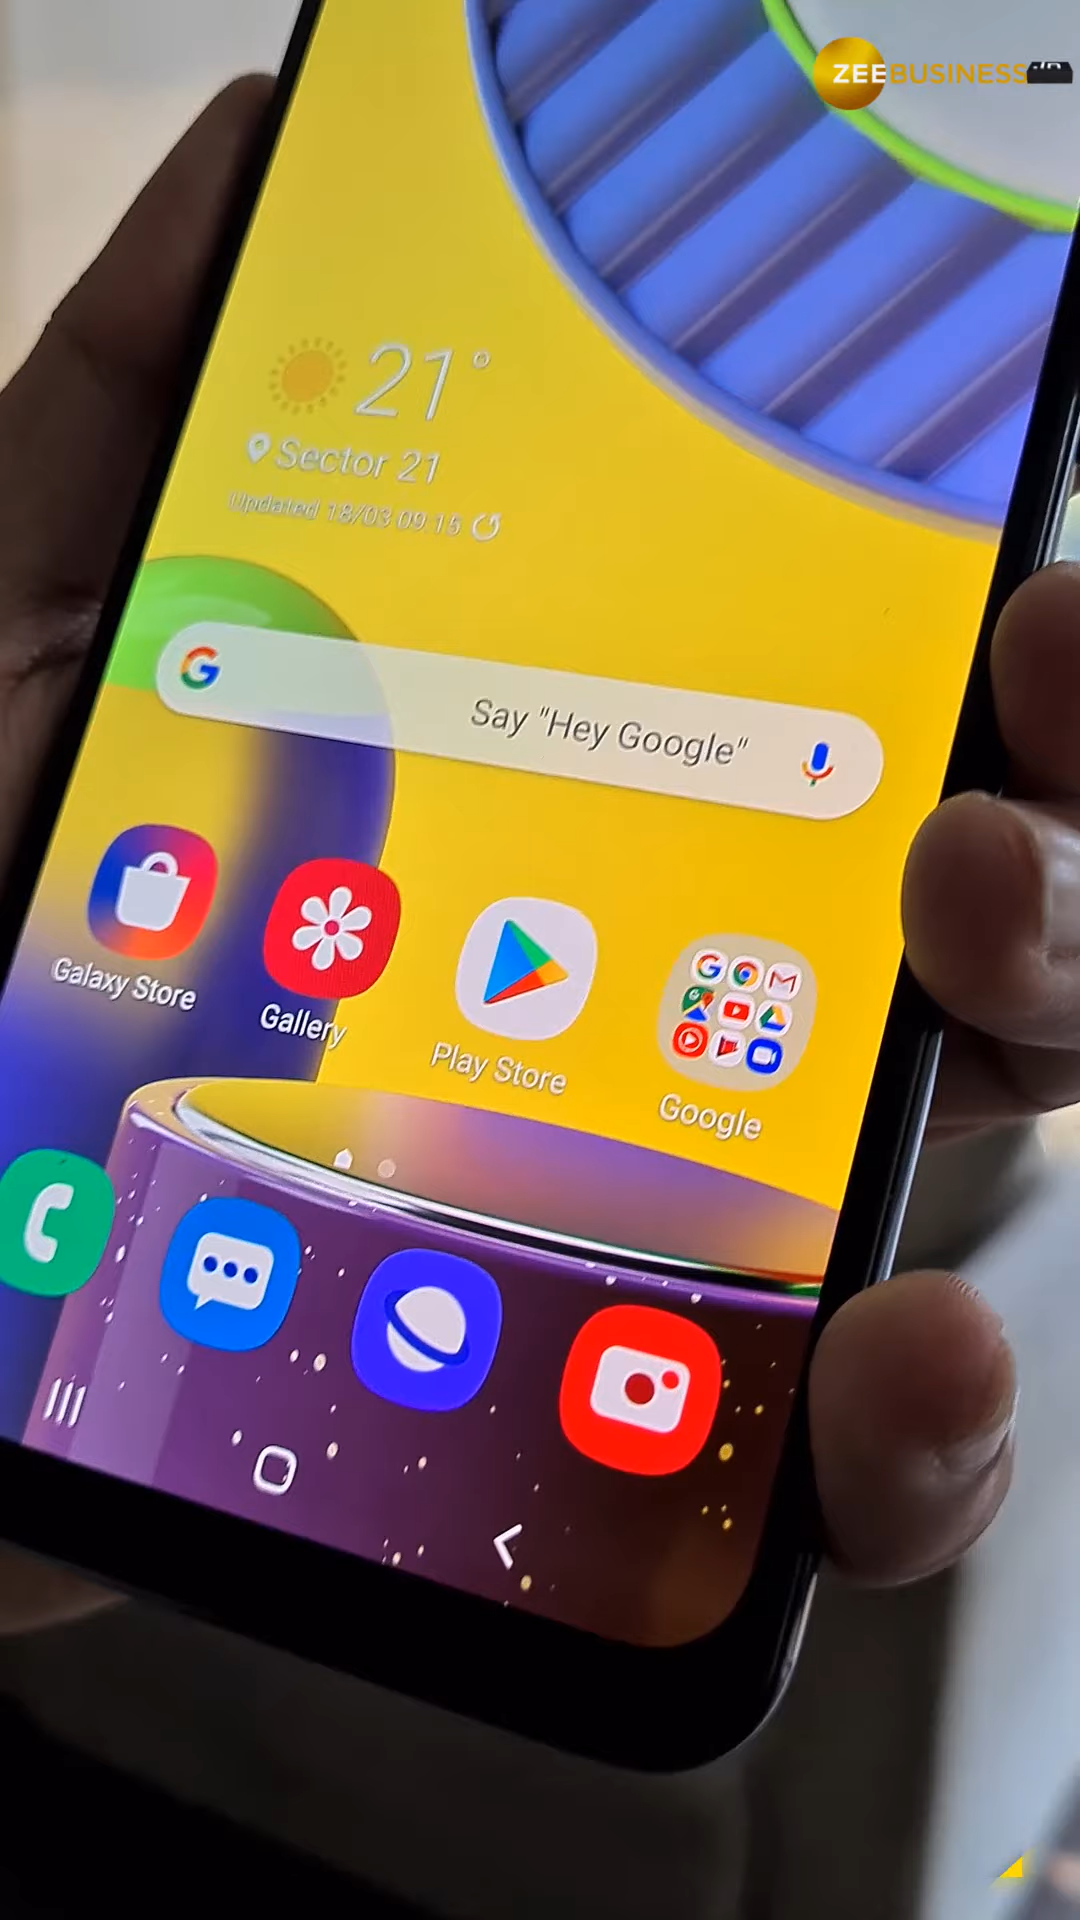 ZEEBUSINESS
21°
Sector 21
Updated 18/03 09:15
Say "Hey Google"
Galaxy Store
Gallery
Play Store
Google